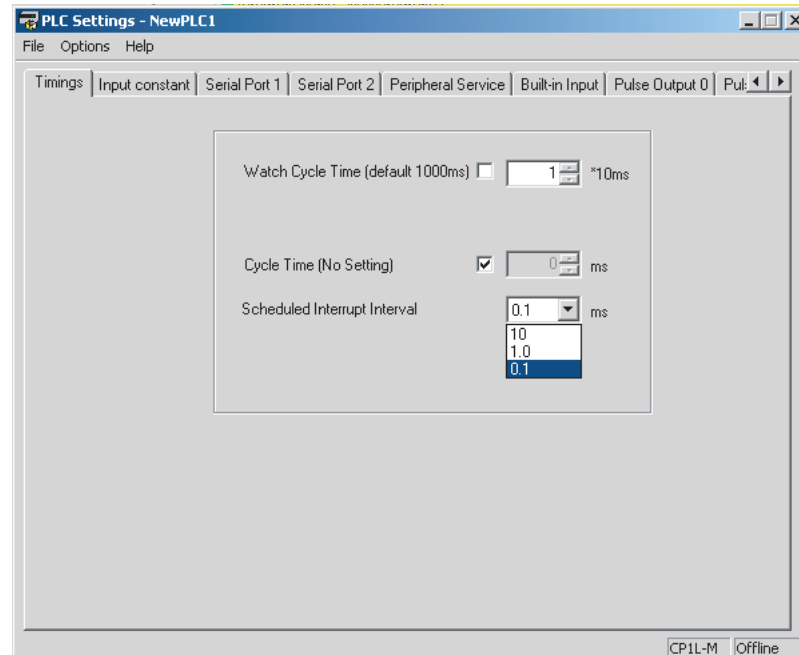 PLC Settings - NewPLC1
File Options Help
Timings Input constant Serial Port 1 Serial Port 2 Peripheral Service Built-in Input Pulse Output 0
Watch Cycle Time (default 1000ms) 1 *10ms
Cycle Time (No Setting) 0 ms
Scheduled Interrupt Interval 0.1 ms
10
1.0
0.1
CP1L-M Offline